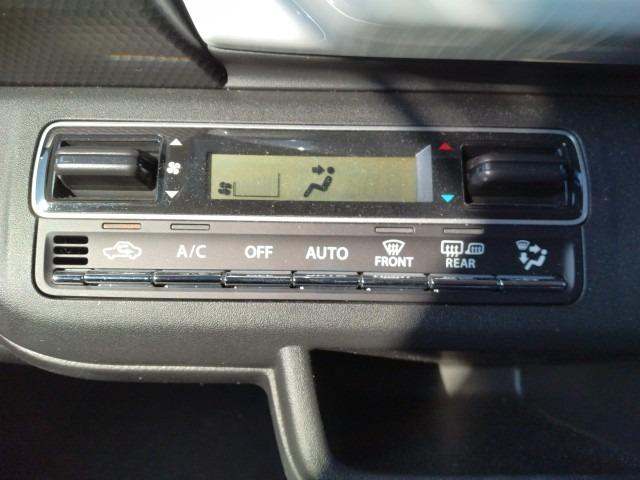 A/C OFF AUTO FRONT REAR